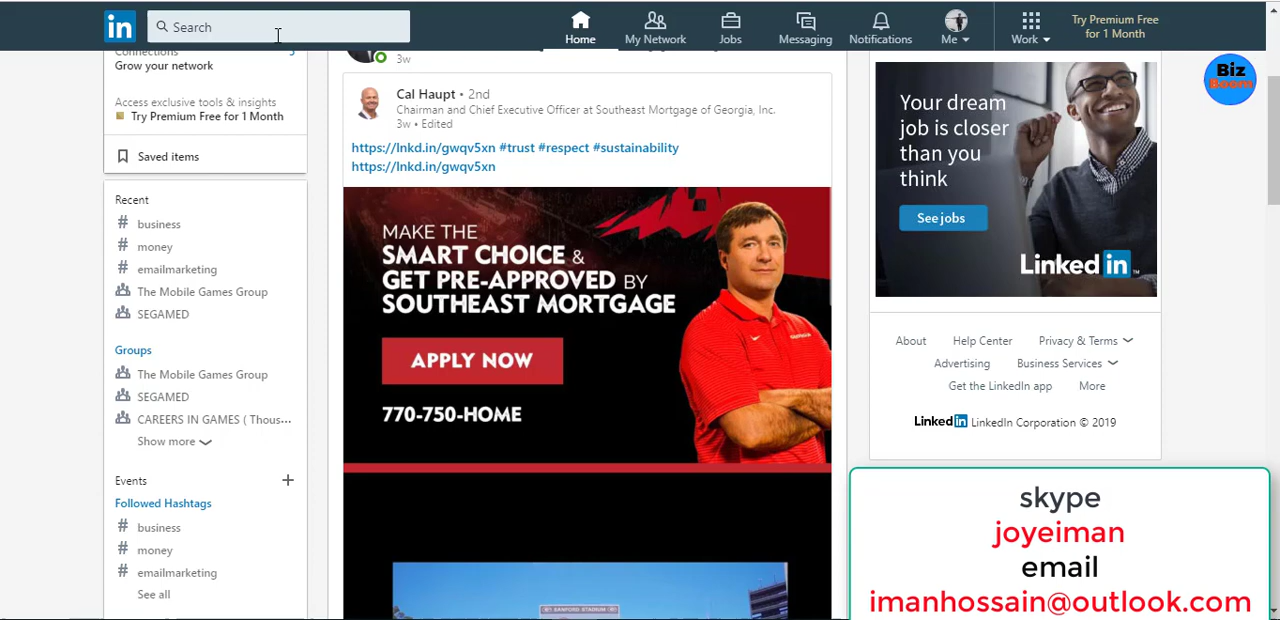 in
Search
Home
My Network
Jobs
Messaging
Notifications
Me
Work
Try Premium Free
for 1 Month
Connections
Grow your network
Access exclusive tools & insights
Try Premium Free for 1 Month
Saved items
Recent
# business
# money
# emailmarketing
The Mobile Games Group
SEGAMED
Groups
The Mobile Games Group
SEGAMED
CAREERS IN GAMES ( Thous...
Show more
Events
Followed Hashtags
# business
# money
# emailmarketing
See all
3w
Cal Haupt • 2nd
Chairman and Chief Executive Officer at Southeast Mortgage of Georgia, Inc.
3w • Edited
https://lnkd.in/gwqv5xn #trust #respect #sustainability
https://lnkd.in/gwqv5xn
MAKE THE
SMART CHOICE &
GET PRE-APPROVED BY
SOUTHEAST MORTGAGE
APPLY NOW
770-750-HOME
SANFORD STADIUM
Biz
Boom
Your dream
job is closer
than you
think
See jobs
Linked in
About
Help Center
Privacy & Terms
Advertising
Business Services
Get the LinkedIn app
More
Linked in LinkedIn Corporation © 2019
skype
joyeiman
email
imanhossain@outlook.com